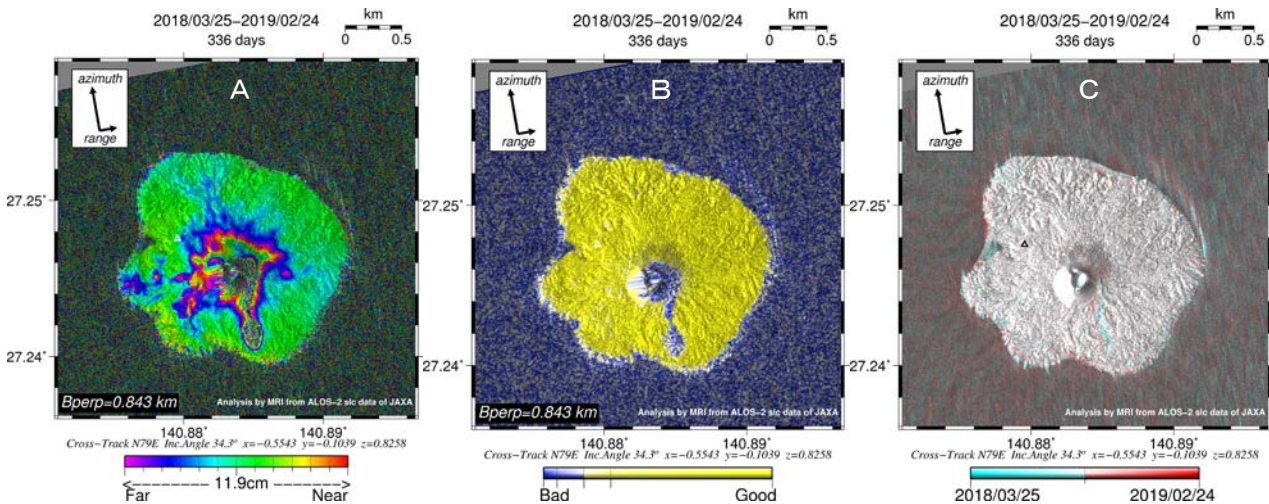 2018/03/25−2019/02/24
336 days
km
0 0.5
A
azimuth
range
27.25˚
27.24˚
Bperp=0.843 km
Analysis by MRI from ALOS−2 slc data of JAXA
140.88˚ 140.89˚
Cross−Track N79E Inc.Angle 34.3° x=−0.5543 y=−0.1039 z=0.8258
<−−−−− 11.9cm −−−−−>
Far Near
2018/03/25−2019/02/24
336 days
km
0 0.5
B
azimuth
range
27.25˚
27.24˚
Bperp=0.843 km
Analysis by MRI from ALOS−2 slc data of JAXA
140.88˚ 140.89˚
Cross−Track N79E Inc.Angle 34.3° x=−0.5543 y=−0.1039 z=0.8258
Bad Good
2018/03/25−2019/02/24
336 days
km
0 0.5
C
azimuth
range
27.25˚
27.24˚
Analysis by MRI from ALOS−2 slc data of JAXA
140.88˚ 140.89˚
Cross−Track N79E Inc.Angle 34.3° x=−0.5543 y=−0.1039 z=0.8258
2018/03/25 2019/02/24